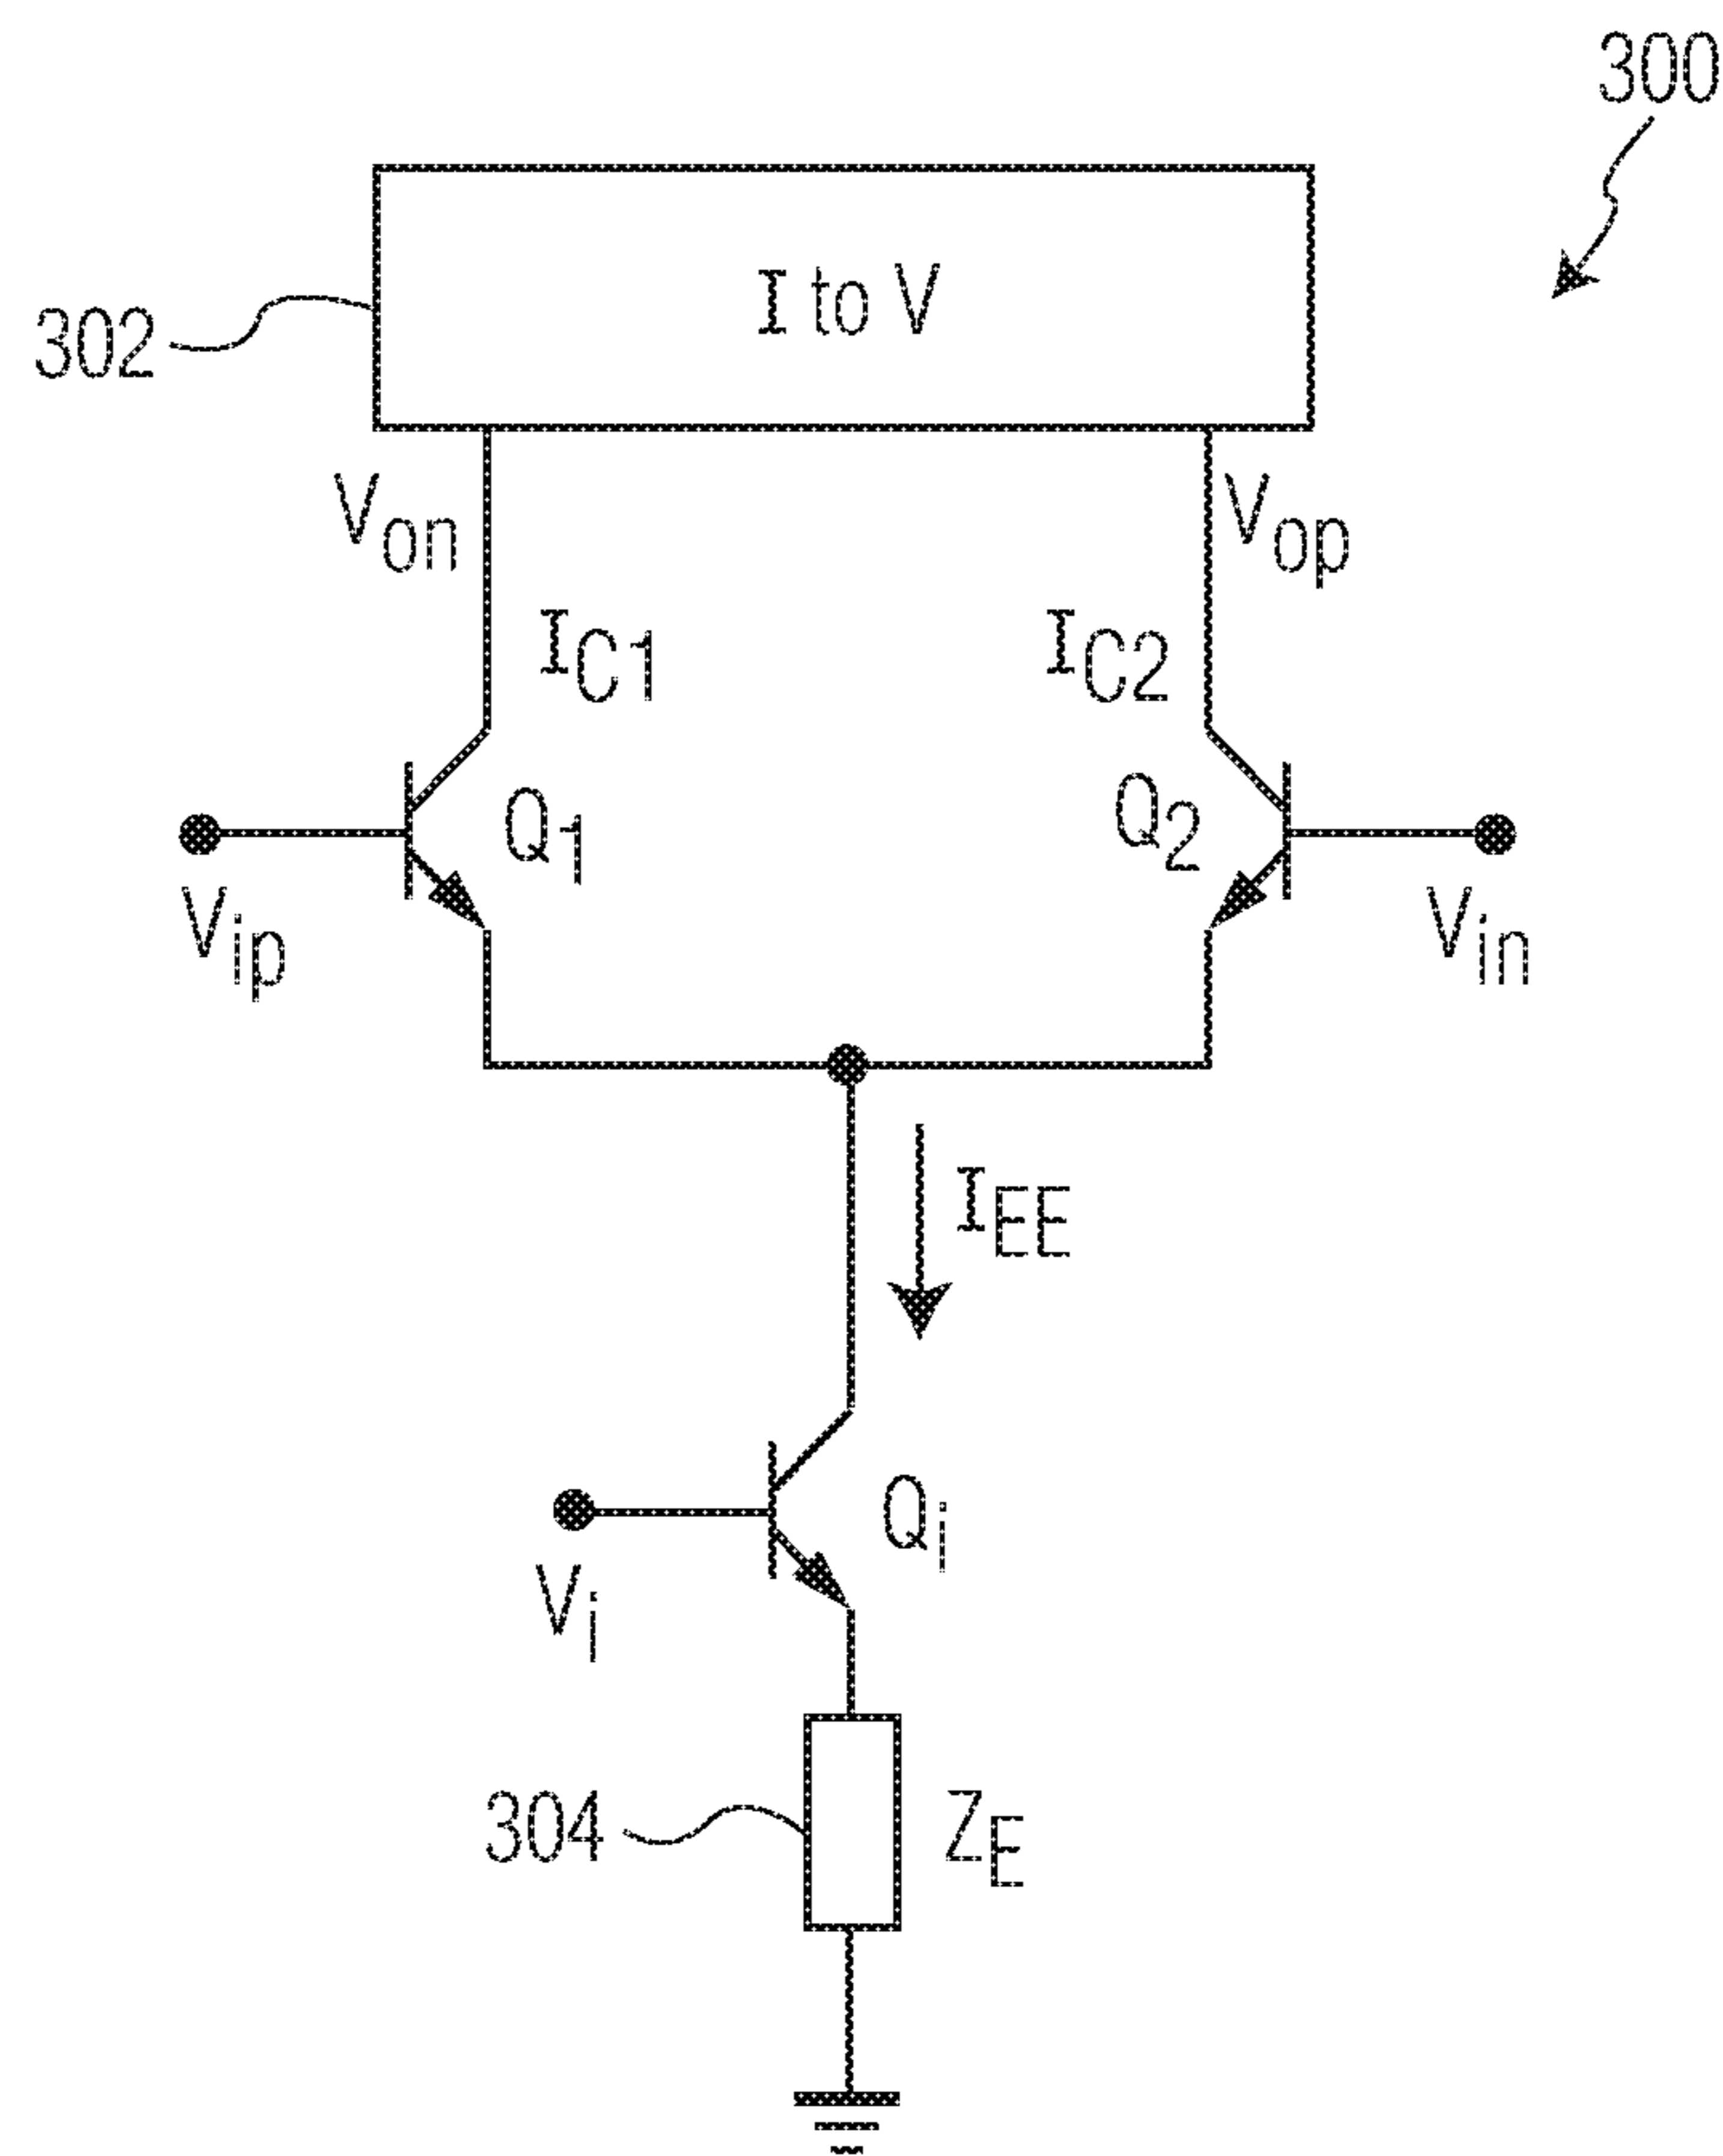 300
I to V
302
Von
Vop
IC1
IC2
Q1
Q2
Vip
Vin
IEE
Qi
Vi
304
ZE